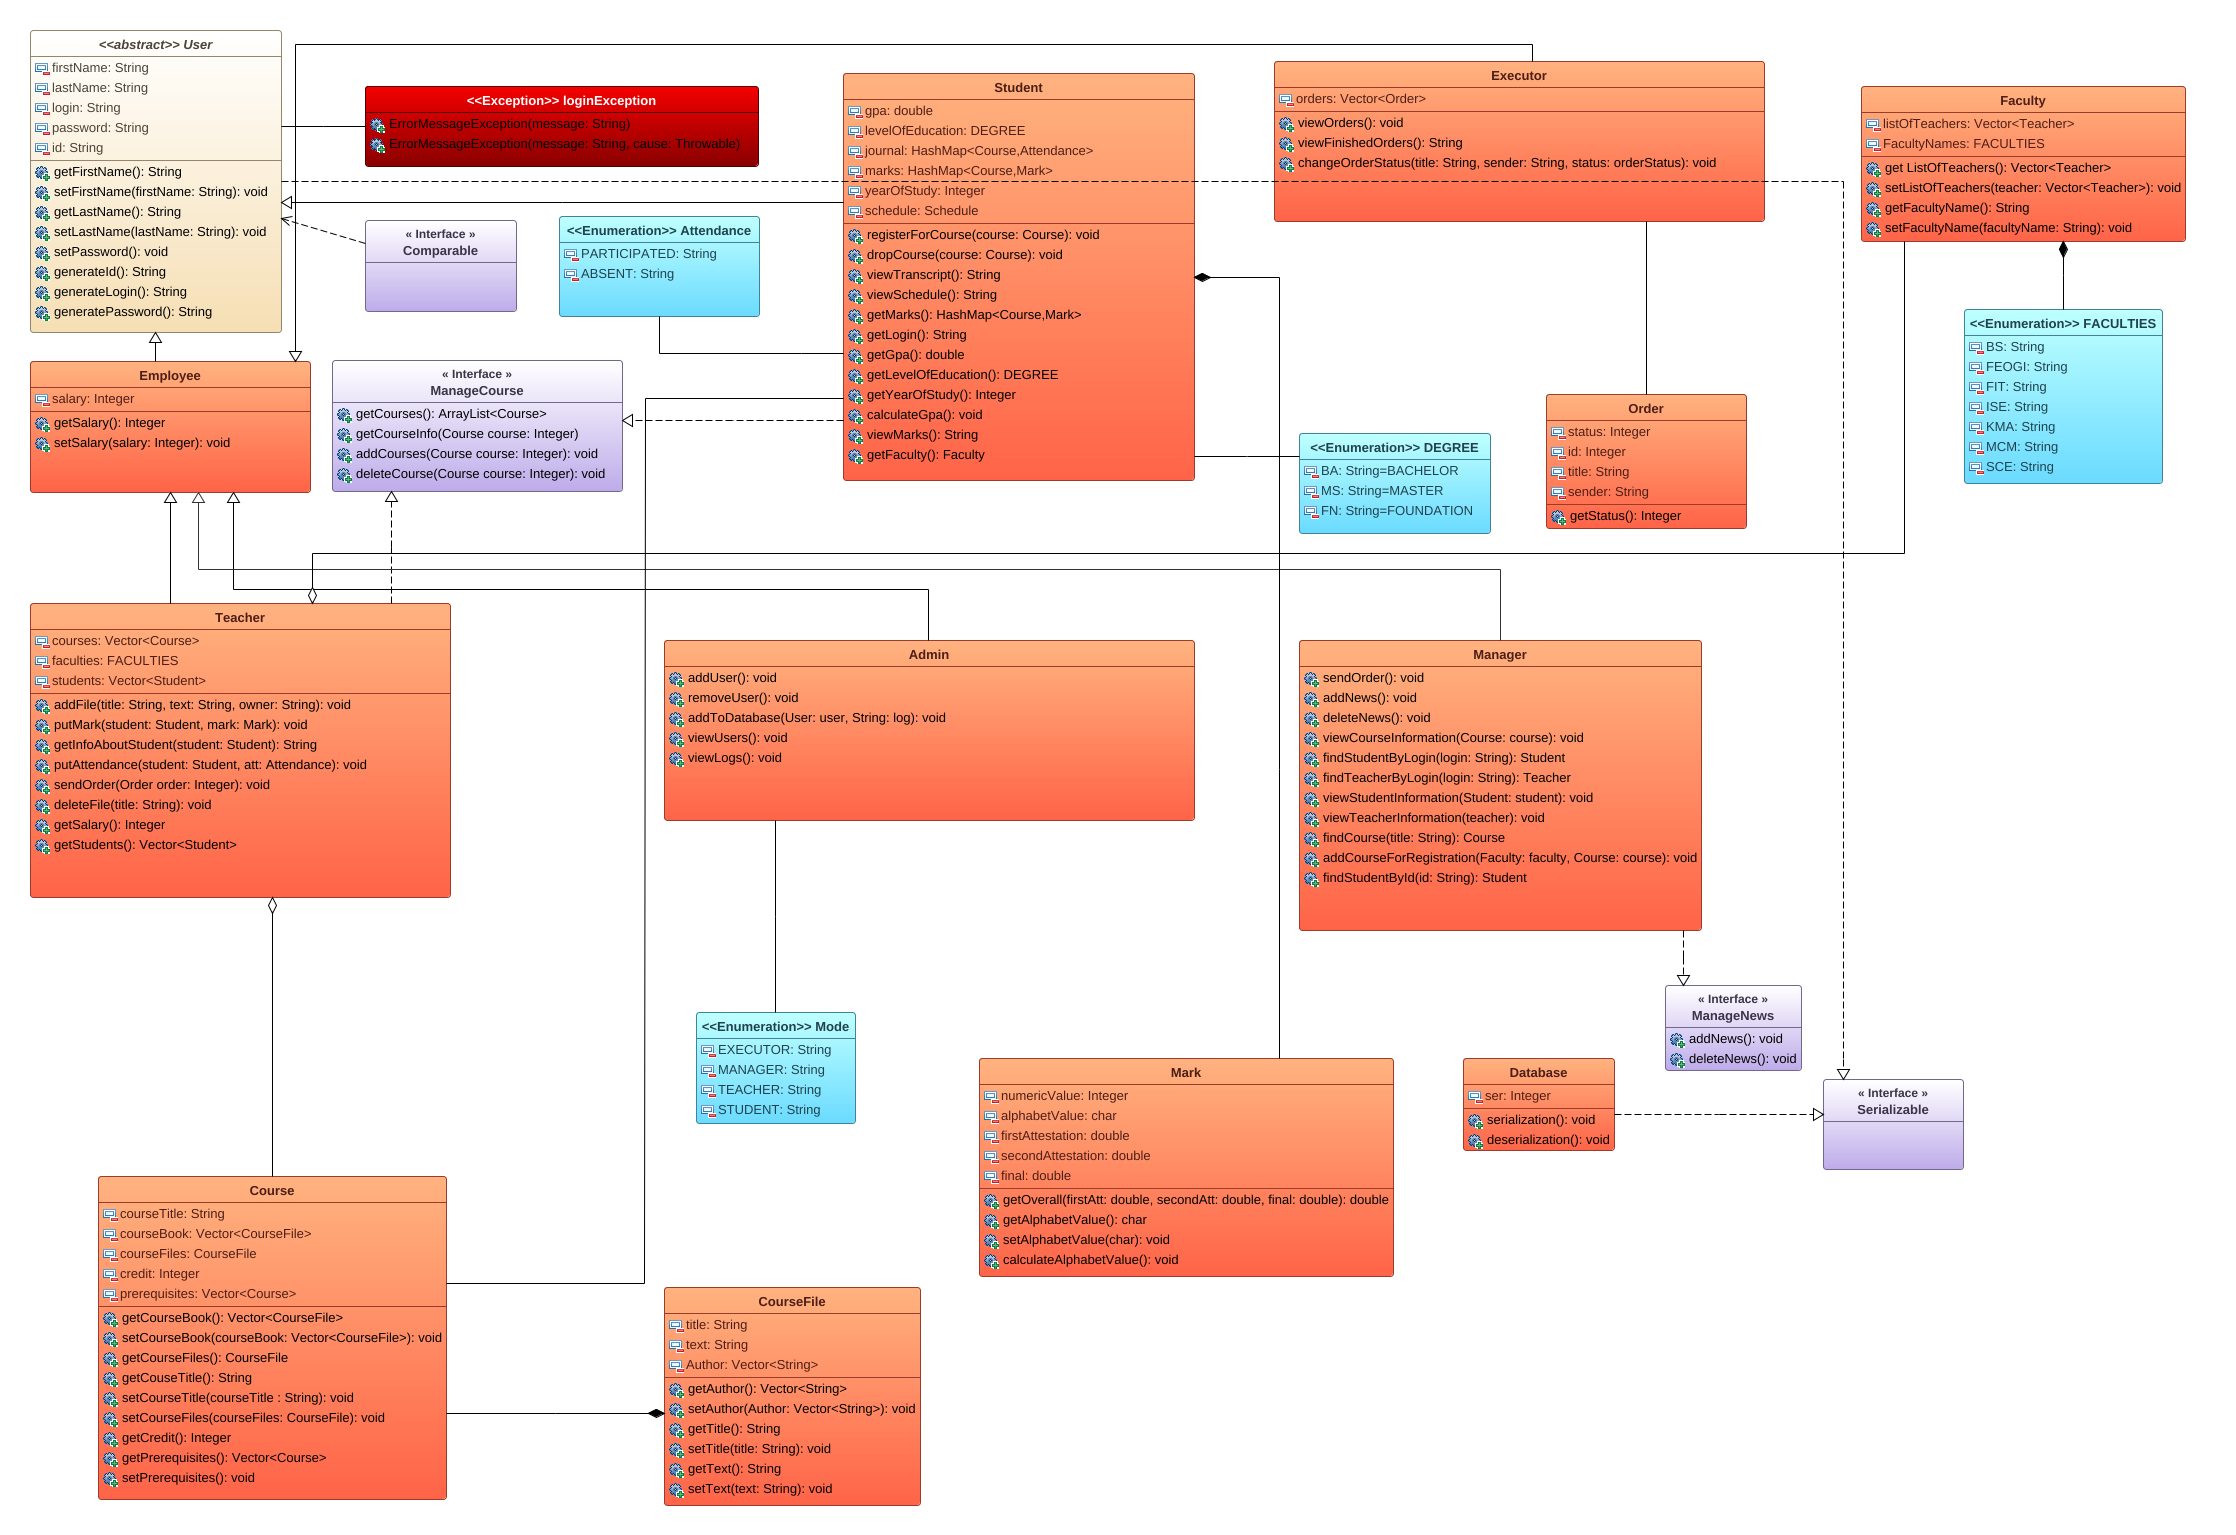 <<abstract>> User
firstName: String
lastName: String
login: String
password: String
id: String
getFirstName(): String
setFirstName(firstName: String): void
getLastName(): String
setLastName(lastName: String): void
setPassword(): void
generateId(): String
generateLogin(): String
generatePassword(): String
<<Exception>> loginException
ErrorMessageException(message: String)
ErrorMessageException(message: String, cause: Throwable)
« Interface »
Comparable
<<Enumeration>> Attendance
PARTICIPATED: String
ABSENT: String
Student
gpa: double
levelOfEducation: DEGREE
journal: HashMap<Course,Attendance>
marks: HashMap<Course,Mark>
yearOfStudy: Integer
schedule: Schedule
registerForCourse(course: Course): void
dropCourse(course: Course): void
viewTranscript(): String
viewSchedule(): String
getMarks(): HashMap<Course,Mark>
getLogin(): String
getGpa(): double
getLevelOfEducation(): DEGREE
getYearOfStudy(): Integer
calculateGpa(): void
viewMarks(): String
getFaculty(): Faculty
Executor
orders: Vector<Order>
viewOrders(): void
viewFinishedOrders(): String
changeOrderStatus(title: String, sender: String, status: orderStatus): void
Faculty
listOfTeachers: Vector<Teacher>
FacultyNames: FACULTIES
get ListOfTeachers(): Vector<Teacher>
setListOfTeachers(teacher: Vector<Teacher>): void
getFacultyName(): String
setFacultyName(facultyName: String): void
<<Enumeration>> FACULTIES
BS: String
FEOGI: String
FIT: String
ISE: String
KMA: String
MCM: String
SCE: String
Employee
salary: Integer
getSalary(): Integer
setSalary(salary: Integer): void
« Interface »
ManageCourse
getCourses(): ArrayList<Course>
getCourseInfo(Course course: Integer)
addCourses(Course course: Integer): void
deleteCourse(Course course: Integer): void
<<Enumeration>> DEGREE
BA: String=BACHELOR
MS: String=MASTER
FN: String=FOUNDATION
Order
status: Integer
id: Integer
title: String
sender: String
getStatus(): Integer
Teacher
courses: Vector<Course>
faculties: FACULTIES
students: Vector<Student>
addFile(title: String, text: String, owner: String): void
putMark(student: Student, mark: Mark): void
getInfoAboutStudent(student: Student): String
putAttendance(student: Student, att: Attendance): void
sendOrder(Order order: Integer): void
deleteFile(title: String): void
getSalary(): Integer
getStudents(): Vector<Student>
Admin
addUser(): void
removeUser(): void
addToDatabase(User: user, String: log): void
viewUsers(): void
viewLogs(): void
Manager
sendOrder(): void
addNews(): void
deleteNews(): void
viewCourseInformation(Course: course): void
findStudentByLogin(login: String): Student
findTeacherByLogin(login: String): Teacher
viewStudentInformation(Student: student): void
viewTeacherInformation(teacher): void
findCourse(title: String): Course
addCourseForRegistration(Faculty: faculty, Course: course): void
findStudentById(id: String): Student
« Interface »
ManageNews
addNews(): void
deleteNews(): void
<<Enumeration>> Mode
EXECUTOR: String
MANAGER: String
TEACHER: String
STUDENT: String
Mark
numericValue: Integer
alphabetValue: char
firstAttestation: double
secondAttestation: double
final: double
getOverall(firstAtt: double, secondAtt: double, final: double): double
getAlphabetValue(): char
setAlphabetValue(char): void
calculateAlphabetValue(): void
Database
ser: Integer
serialization(): void
deserialization(): void
« Interface »
Serializable
Course
courseTitle: String
courseBook: Vector<CourseFile>
courseFiles: CourseFile
credit: Integer
prerequisites: Vector<Course>
getCourseBook(): Vector<CourseFile>
setCourseBook(courseBook: Vector<CourseFile>): void
getCourseFiles(): CourseFile
getCouseTitle(): String
setCourseTitle(courseTitle : String): void
setCourseFiles(courseFiles: CourseFile): void
getCredit(): Integer
getPrerequisites(): Vector<Course>
setPrerequisites(): void
CourseFile
title: String
text: String
Author: Vector<String>
getAuthor(): Vector<String>
setAuthor(Author: Vector<String>): void
getTitle(): String
setTitle(title: String): void
getText(): String
setText(text: String): void